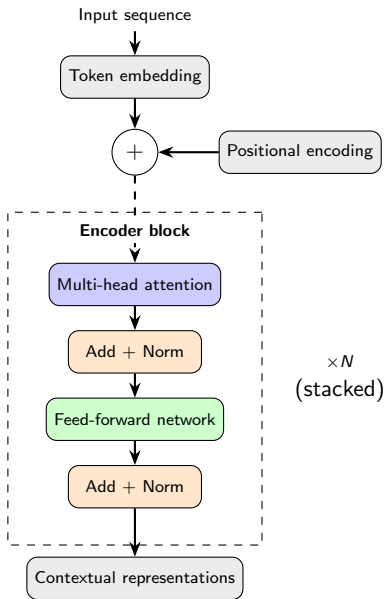 Input sequence
Token embedding
+
Positional encoding
Encoder block
Multi-head attention
Add + Norm
×N
(stacked)
Feed-forward network
Add + Norm
Contextual representations